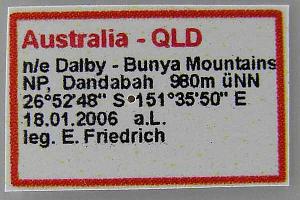 Australia - QLD
n/e Dalby - Bunya Mountains
NP, Dandabah 980m üNN
26°52'48" S 151°35'50" E
18.01.2006 a.L.
leg. E. Friedrich